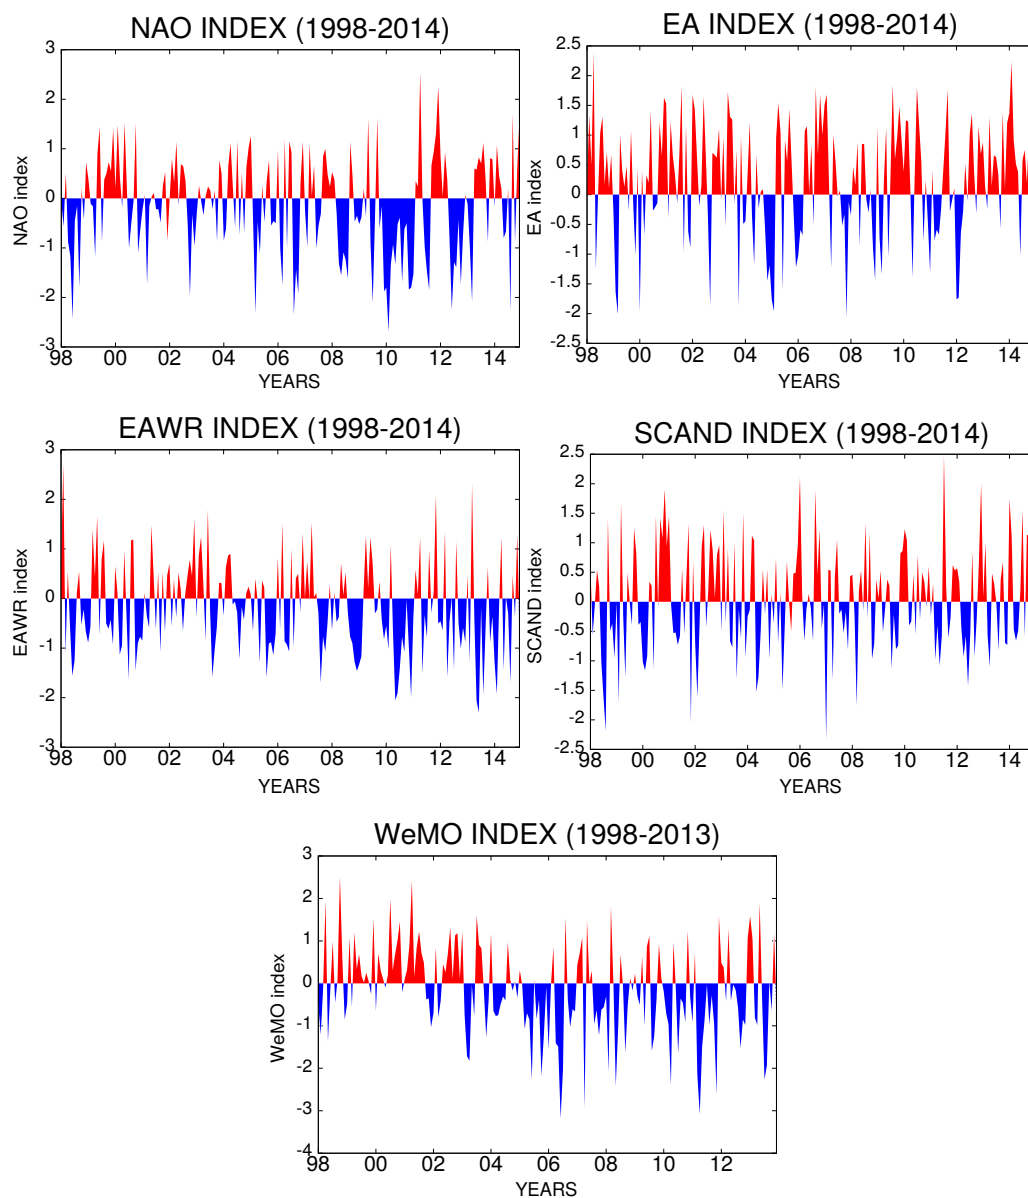 NAO INDEX (1998-2014)
3
2
1
0
-1
-2
-3
NAO index
98 00 02 04 06 08 10 12 14
YEARS
EA INDEX (1998-2014)
2.5
2
1.5
1
0.5
0
-0.5
-1
-1.5
-2
-2.5
EA index
98 00 02 04 06 08 10 12 14
YEARS
EAWR INDEX (1998-2014)
3
2
1
0
-1
-2
-3
EAWR index
98 00 02 04 06 08 10 12 14
YEARS
SCAND INDEX (1998-2014)
2.5
2
1.5
1
0.5
0
-0.5
-1
-1.5
-2
-2.5
SCAND index
98 00 02 04 06 08 10 12 14
YEARS
WeMO INDEX (1998-2013)
3
2
1
0
-1
-2
-3
-4
WeMO index
98 00 02 04 06 08 10 12
YEARS